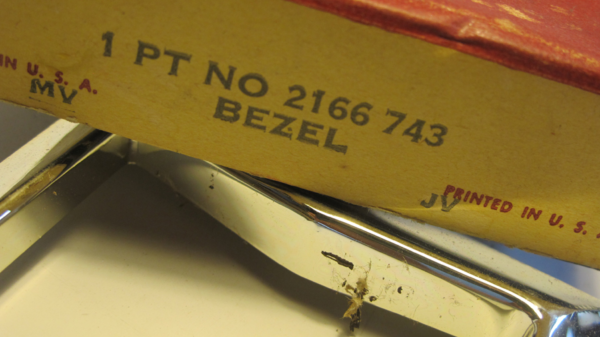 1 PT NO 2166 743
BEZEL
IN U.S.A.
MV
JV
PRINTED IN U.S.